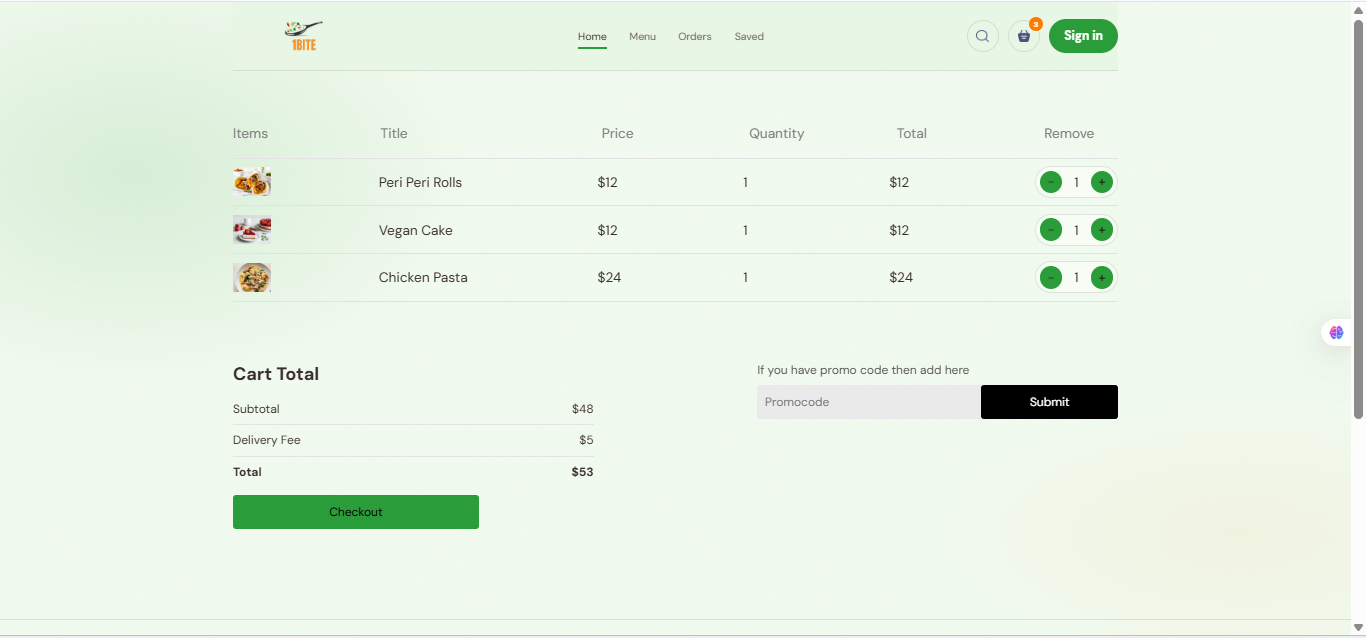 1BITE
Home Menu Orders Saved
3
Sign in
Items Title Price Quantity Total Remove
Peri Peri Rolls $12 1 $12 - 1 +
Vegan Cake $12 1 $12 - 1 +
Chicken Pasta $24 1 $24 - 1 +
Cart Total
Subtotal $48
Delivery Fee $5
Total $53
Checkout
If you have promo code then add here
Promocode Submit